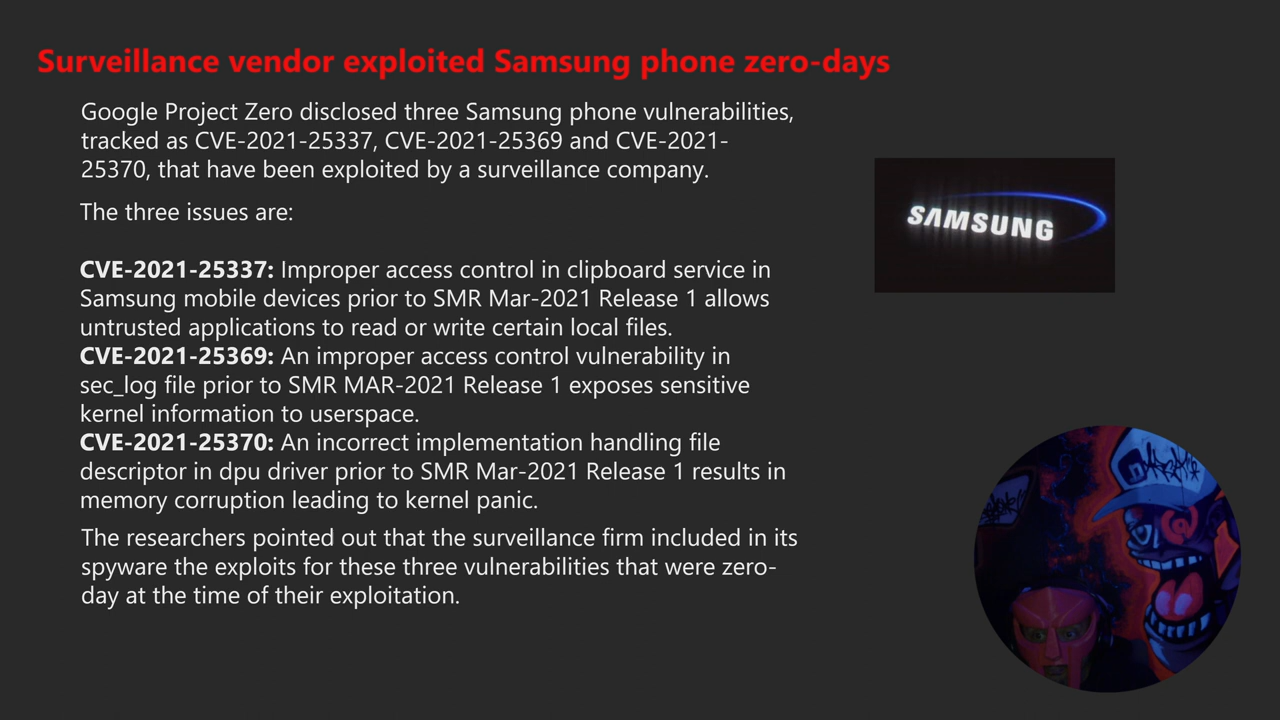 Surveillance vendor exploited Samsung phone zero-days
Google Project Zero disclosed three Samsung phone vulnerabilities,
tracked as CVE-2021-25337, CVE-2021-25369 and CVE-2021-
25370, that have been exploited by a surveillance company.
The three issues are:
CVE-2021-25337: Improper access control in clipboard service in
Samsung mobile devices prior to SMR Mar-2021 Release 1 allows
untrusted applications to read or write certain local files.
CVE-2021-25369: An improper access control vulnerability in
sec_log file prior to SMR MAR-2021 Release 1 exposes sensitive
kernel information to userspace.
CVE-2021-25370: An incorrect implementation handling file
descriptor in dpu driver prior to SMR Mar-2021 Release 1 results in
memory corruption leading to kernel panic.
The researchers pointed out that the surveillance firm included in its
spyware the exploits for these three vulnerabilities that were zero-
day at the time of their exploitation.
SAMSUNG